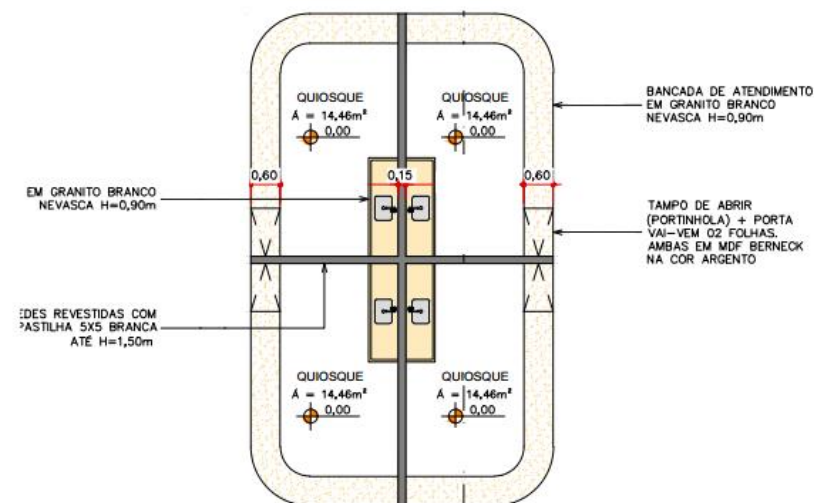 QUIOSQUE
Á = 14.46m²
0,00
QUIOSQUE
Á = 14.46m²
0,00
BANCADA DE ATENDIMENTO
EM GRANITO BRANCO
NEVASCA H=0,90m
0,60
0,15
0,60
EM GRANITO BRANCO
NEVASCA H=0,90m
TAMPO DE ABRIR
(PORTINHOLA) + PORTA
VAI-VEM 02 FOLHAS.
AMBAS EM MDF BERNECK
NA COR ARGENTO
EDES REVESTIDAS COM
PASTILHA 5X5 BRANCA
ATÉ H=1,50m
QUIOSQUE
Á = 14.46m²
0,00
QUIOSQUE
Á = 14.46m²
0,00